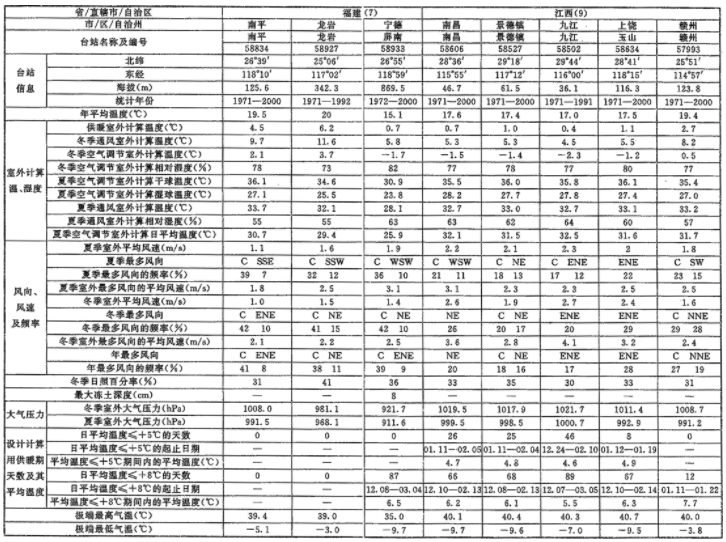 省/直辖市/自治区 福建(7) 江西(9)
市/区/自治州 南平 龙岩 宁德 南昌 景德镇 九江 上饶 赣州
台站名称及编号 南平 龙岩 屏南 南昌 景德镇 九江 玉山 赣州
58834 58927 58933 58606 58527 58502 58634 57993
台站信息 北纬 26°39′ 25°06′ 26°55′ 28°36′ 29°18′ 29°44′ 28°41′ 25°51′
东经 118°10′ 117°02′ 118°59′ 115°55′ 117°12′ 116°00′ 118°15′ 114°57′
海拔(m) 125.6 342.3 869.5 46.7 61.5 36.1 116.3 123.8
统计年份 1971—2000 1971—1992 1972—2000 1971—2000 1971—2000 1971—1991 1971—2000 1971—2000
年平均温度(℃) 19.5 20 15.1 17.6 17.4 17.0 17.5 19.4
室外计算温、湿度 供暖室外计算温度(℃) 4.5 6.2 0.7 0.7 1.0 0.4 1.1 2.7
冬季通风室外计算温度(℃) 9.7 11.6 5.8 5.3 5.3 4.5 5.5 8.2
冬季空气调节室外计算温度(℃) 2.1 3.7 −1.7 −1.5 −1.4 −2.3 −1.2 0.5
冬季空气调节室外计算相对湿度(%) 78 73 82 77 78 77 80 77
夏季空气调节室外计算干球温度(℃) 36.1 34.6 30.9 35.5 36.0 35.8 36.1 35.4
夏季空气调节室外计算湿球温度(℃) 27.1 25.5 23.8 28.2 27.7 27.8 27.4 27.0
夏季通风室外计算温度(℃) 33.7 32.1 28.1 32.7 33.0 32.7 33.1 33.2
夏季通风室外计算相对湿度(%) 55 55 63 63 62 64 60 57
夏季空气调节室外计算日平均温度(℃) 30.7 29.4 25.9 32.1 31.5 32.5 31.6 31.7
风向、风速及频率 夏季室外平均风速(m/s) 1.1 1.6 1.9 2.2 2.1 2.3 2 1.8
夏季最多风向 C SSE C SSW C WSW C WSW C NE C ENE ENE C SW
夏季最多风向的频率(%) 39 7 32 12 36 10 21 11 18 13 17 12 22 23 15
夏季室外最多风向的平均风速(m/s) 1.8 2.5 3.1 3.1 2.3 2.3 2.5 2.5
冬季室外平均风速(m/s) 1.0 1.5 1.4 2.6 1.9 2.7 2.4 1.6
冬季最多风向 C ENE C NE C NE NE C NE ENE ENE C NNE
冬季最多风向的频率(%) 42 10 41 15 42 10 26 20 17 20 29 29 28
冬季室外最多风向的平均风速(m/s) 2.1 2.2 2.5 3.6 2.8 4.1 3.2 2.4
年最多风向 C ENE C NE C ENE NE C NE ENE ENE C NNE
年最多风向的频率(%) 41 8 38 11 39 9 20 18 16 17 28 27 19
冬季日照百分率(%) 31 41 36 33 35 30 33 31
最大冻土深度(cm) — — 8 — — — — —
大气压力 冬季室外大气压力(hPa) 1008.0 981.1 921.7 1019.5 1017.9 1021.7 1011.4 1008.7
夏季室外大气压力(hPa) 991.5 968.1 911.6 999.5 998.5 1000.7 992.9 991.2
设计计算用供暖期天数及其平均温度 日平均温度≤+5℃的天数 0 0 0 26 25 46 8 0
日平均温度≤+5℃的起止日期 — — — 01.11—02.05 01.11—02.04 12.24—02.10 01.12—01.19 —
平均温度≤+5℃期间内的平均温度(℃) — — — 4.7 4.8 4.6 4.9 —
日平均温度≤+8℃的天数 0 0 87 66 68 89 67 12
日平均温度≤+8℃的起止日期 — — 12.08—03.04 12.10—02.13 12.08—02.13 12.07—03.05 12.10—02.14 01.11—01.22
平均温度≤+8℃期间内的平均温度(℃) — — 6.5 6.2 6.1 5.5 6.3 7.7
极端最高气温(℃) 39.4 39.0 35.0 40.1 40.4 40.3 40.7 40.0
极端最低气温(℃) −5.1 −3.0 −9.7 −9.7 −9.6 −7.0 −9.5 −3.8